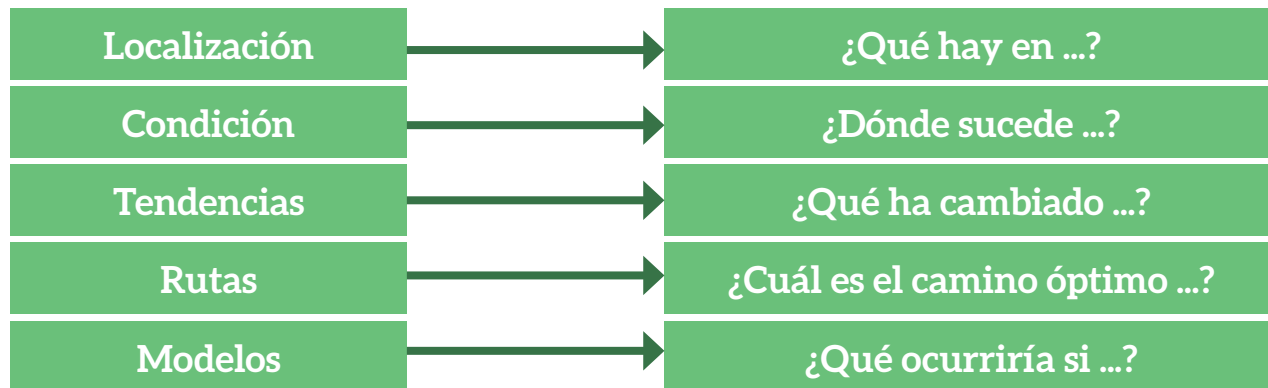 Localización ¿Qué hay en ...?
Condición ¿Dónde sucede ...?
Tendencias ¿Qué ha cambiado ...?
Rutas ¿Cuál es el camino óptimo ...?
Modelos ¿Qué ocurriría si ...?